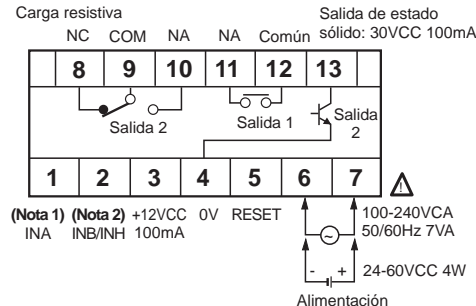 Carga resistiva
Salida de estado
sólido: 30VCC 100mA
NC COM NA NA Común
8 9 10 11 12 13
Salida 2
Salida 1
Salida
2
1 2 3 4 5 6 7
(Nota 1) (Nota 2) +12VCC 0V RESET
INA INB/INH 100mA
100-240VCA
50/60Hz 7VA
- + 24-60VCC 4W
Alimentación